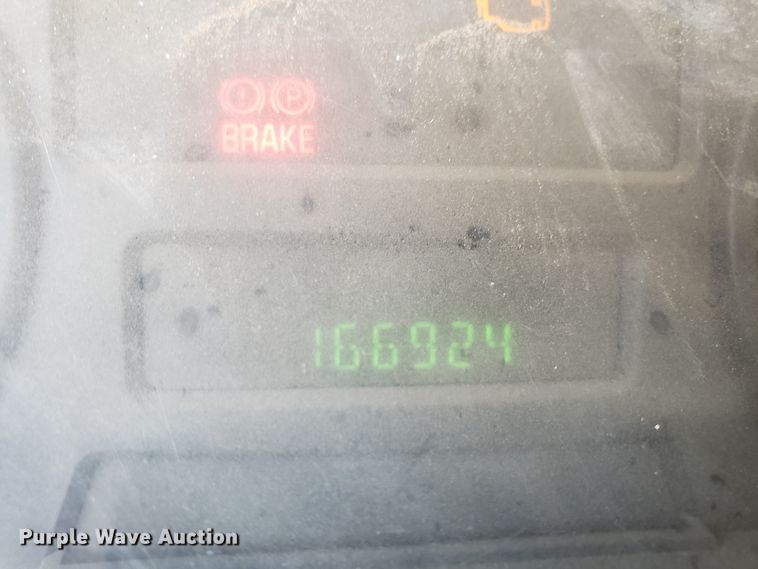 ! P
BRAKE
166924
Purple Wave Auction